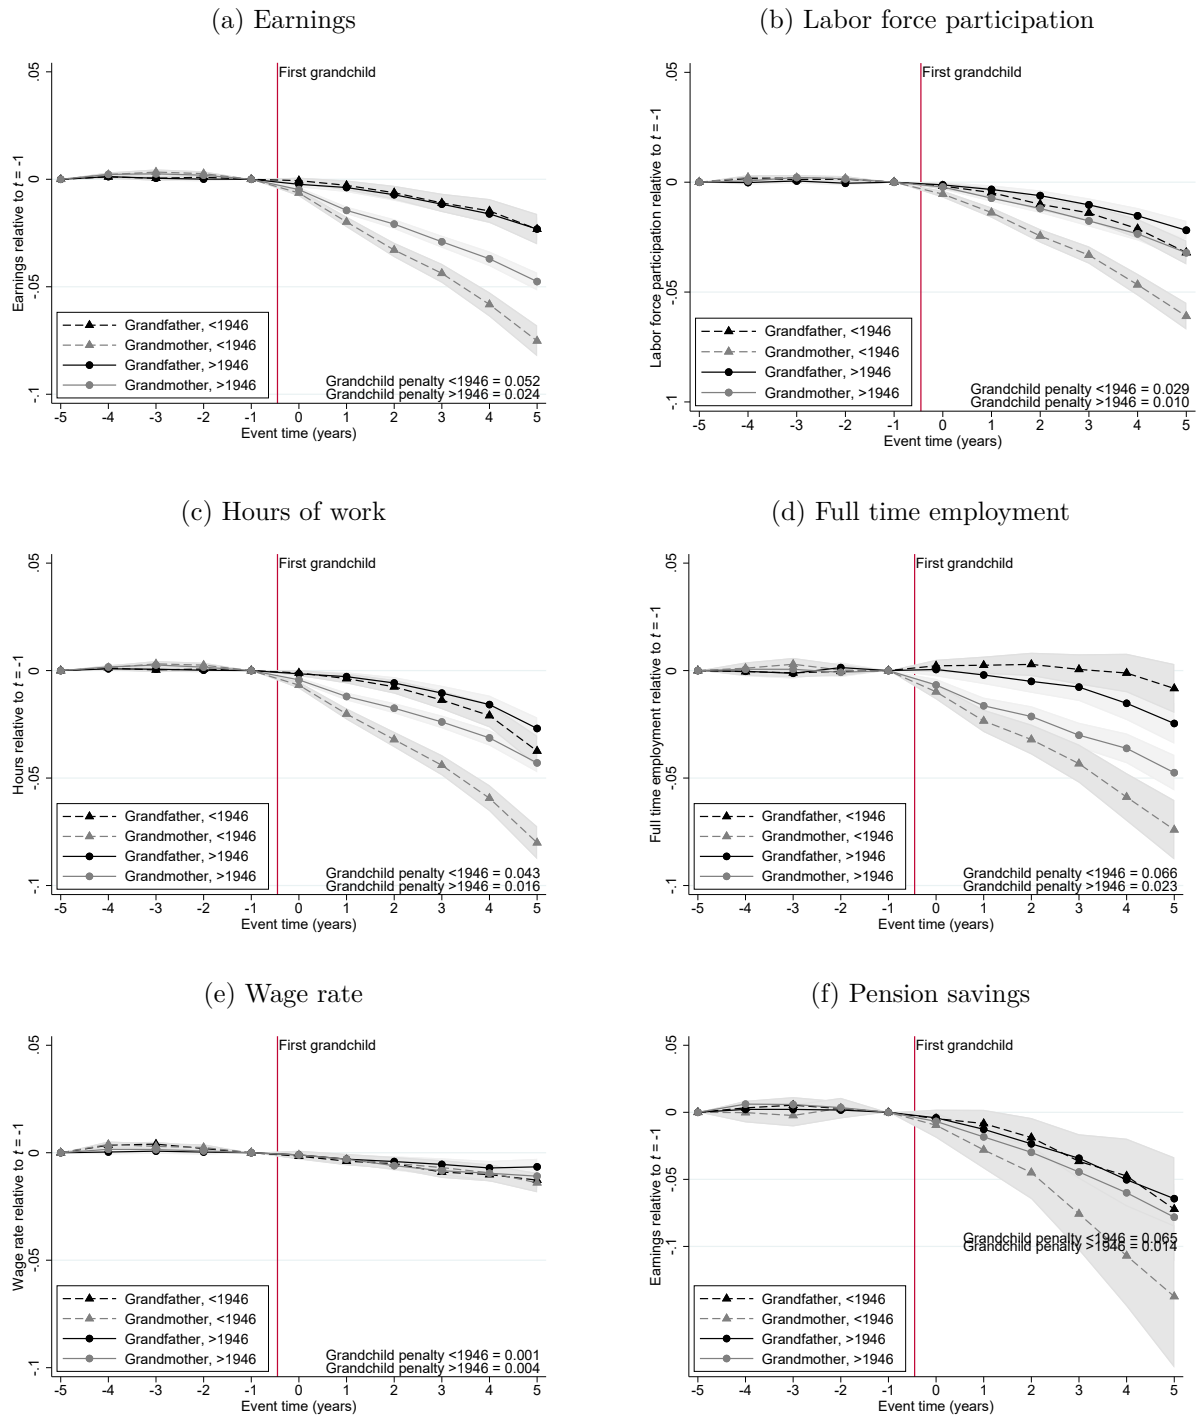 (a) Earnings
Earnings relative to t = -1
.05
0
-.05
-.1
First grandchild
Grandfather, <1946
Grandmother, <1946
Grandfather, >1946
Grandmother, >1946
Grandchild penalty <1946 = 0.052
Grandchild penalty >1946 = 0.024
-5 -4 -3 -2 -1 0 1 2 3 4 5
Event time (years)
(b) Labor force participation
Labor force participation relative to t = -1
.05
0
-.05
-.1
First grandchild
Grandfather, <1946
Grandmother, <1946
Grandfather, >1946
Grandmother, >1946
Grandchild penalty <1946 = 0.029
Grandchild penalty >1946 = 0.010
-5 -4 -3 -2 -1 0 1 2 3 4 5
Event time (years)
(c) Hours of work
Hours relative to t = -1
.05
0
-.05
-.1
First grandchild
Grandfather, <1946
Grandmother, <1946
Grandfather, >1946
Grandmother, >1946
Grandchild penalty <1946 = 0.043
Grandchild penalty >1946 = 0.016
-5 -4 -3 -2 -1 0 1 2 3 4 5
Event time (years)
(d) Full time employment
Full time employment relative to t = -1
.05
0
-.05
-.1
First grandchild
Grandfather, <1946
Grandmother, <1946
Grandfather, >1946
Grandmother, >1946
Grandchild penalty <1946 = 0.066
Grandchild penalty >1946 = 0.023
-5 -4 -3 -2 -1 0 1 2 3 4 5
Event time (years)
(e) Wage rate
Wage rate relative to t = -1
.05
0
-.05
-.1
First grandchild
Grandfather, <1946
Grandmother, <1946
Grandfather, >1946
Grandmother, >1946
Grandchild penalty <1946 = 0.001
Grandchild penalty >1946 = 0.004
-5 -4 -3 -2 -1 0 1 2 3 4 5
Event time (years)
(f) Pension savings
Earnings relative to t = -1
.05
0
-.05
-.1
First grandchild
Grandchild penalty <1946 = 0.065
Grandchild penalty >1946 = 0.014
Grandfather, <1946
Grandmother, <1946
Grandfather, >1946
Grandmother, >1946
-5 -4 -3 -2 -1 0 1 2 3 4 5
Event time (years)